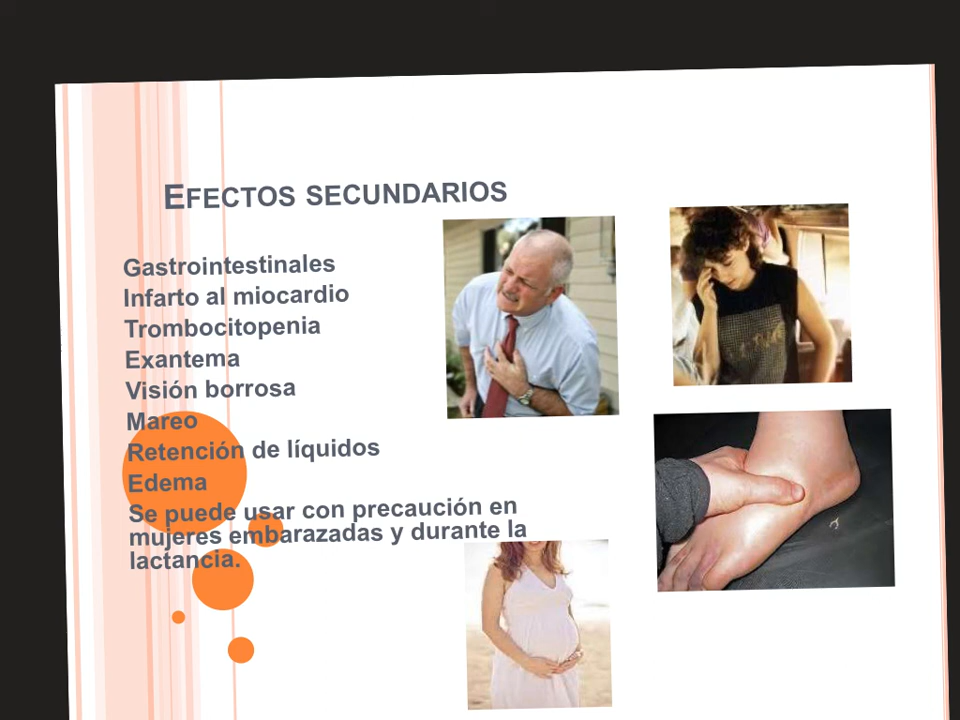 EFECTOS SECUNDARIOS
Gastrointestinales
Infarto al miocardio
Trombocitopenia
Exantema
Visión borrosa
Mareo
Retención de líquidos
Edema
Se puede usar con precaución en
mujeres embarazadas y durante la
lactancia.